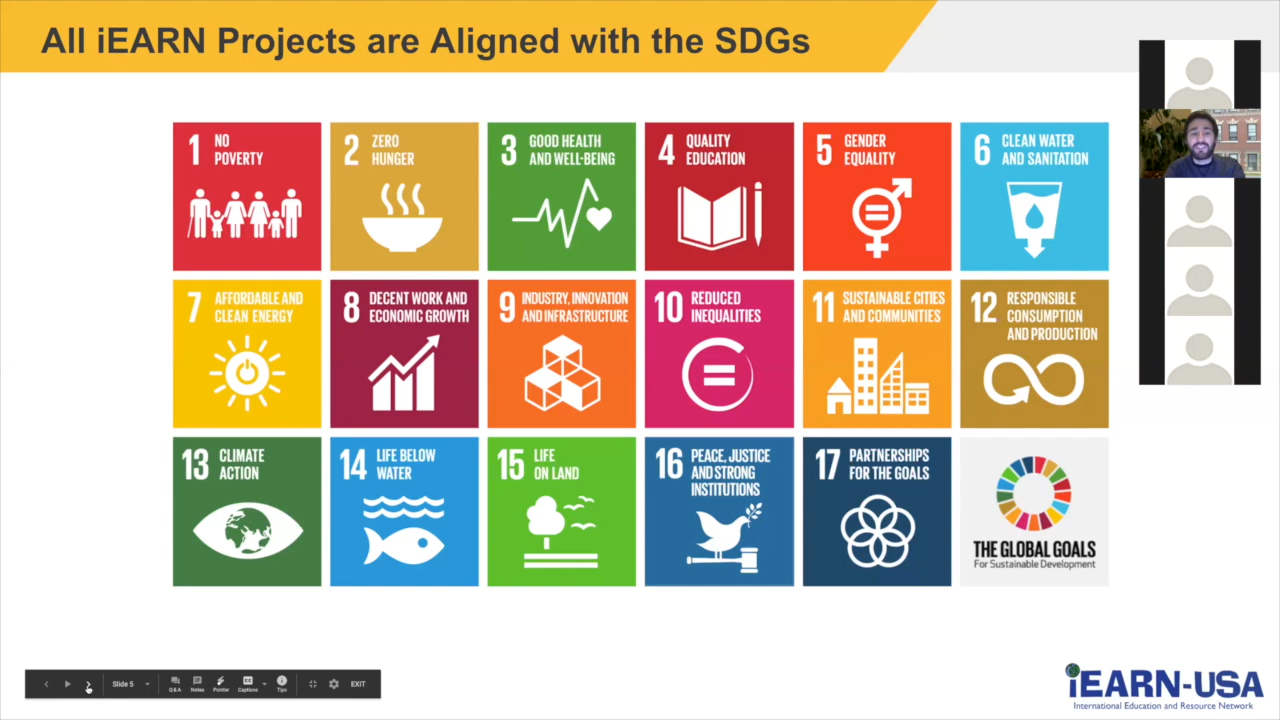 All iEARN Projects are Aligned with the SDGs
1 NO
POVERTY
2 ZERO
HUNGER
3 GOOD HEALTH
AND WELL-BEING
4 QUALITY
EDUCATION
5 GENDER
EQUALITY
6 CLEAN WATER
AND SANITATION
7 AFFORDABLE AND
CLEAN ENERGY
8 DECENT WORK AND
ECONOMIC GROWTH
9 INDUSTRY, INNOVATION
AND INFRASTRUCTURE
10 REDUCED
INEQUALITIES
11 SUSTAINABLE CITIES
AND COMMUNITIES
12 RESPONSIBLE
CONSUMPTION
AND PRODUCTION
13 CLIMATE
ACTION
14 LIFE BELOW
WATER
15 LIFE
ON LAND
16 PEACE, JUSTICE
AND STRONG
INSTITUTIONS
17 PARTNERSHIPS
FOR THE GOALS
THE GLOBAL GOALS
For Sustainable Development
Slide 5
Q&A
Notes
Pointer
CC
Captions
Tips
EXIT
iEARN-USA
International Education and Resource Network